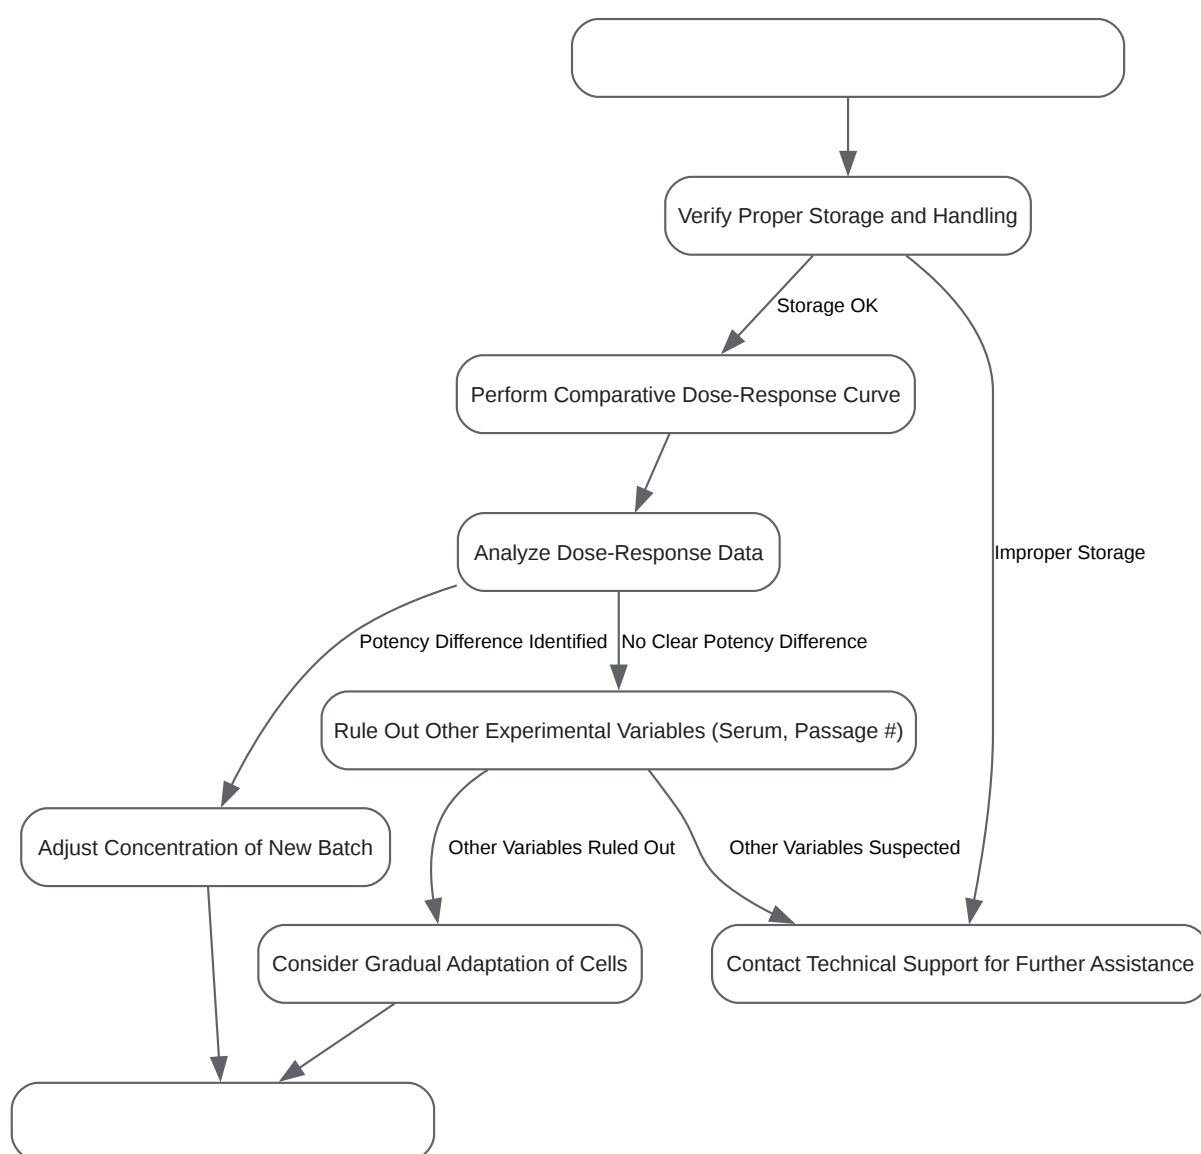 Verify Proper Storage and Handling
Storage OK
Perform Comparative Dose-Response Curve
Analyze Dose-Response Data
Improper Storage
Potency Difference Identified
No Clear Potency Difference
Rule Out Other Experimental Variables (Serum, Passage #)
Adjust Concentration of New Batch
Other Variables Ruled Out
Other Variables Suspected
Consider Gradual Adaptation of Cells
Contact Technical Support for Further Assistance